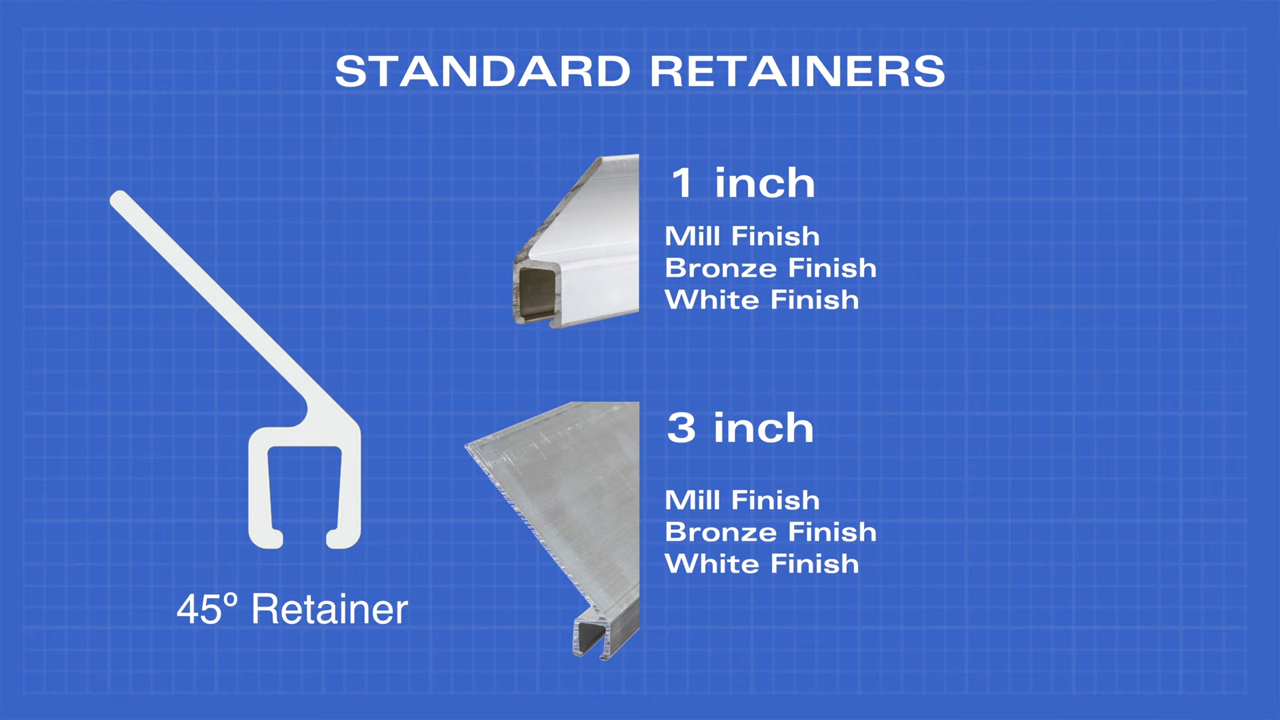 STANDARD RETAINERS
1 inch
Mill Finish
Bronze Finish
White Finish
3 inch
Mill Finish
Bronze Finish
White Finish
45º Retainer